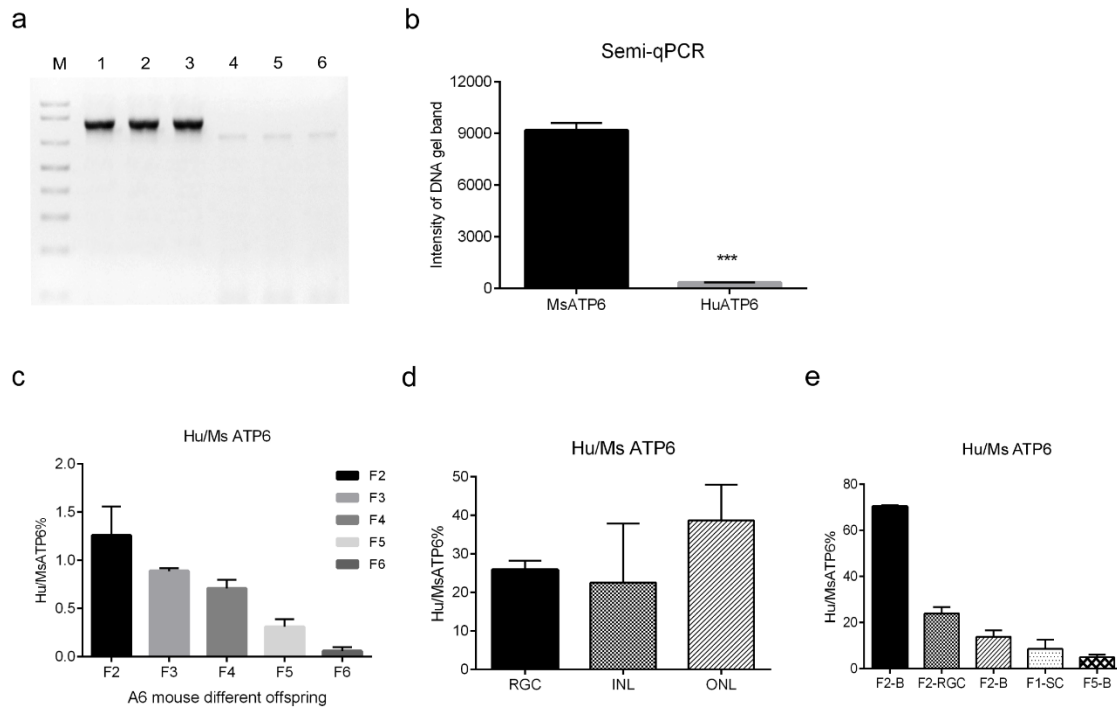 a
M 1 2 3 4 5 6
b
Semi-qPCR
Intensity of DNA gel band
12000
9000
6000
3000
0
***
MsATP6 HuATP6
c
Hu/Ms ATP6
Hu/MsATP6%
2.0
1.5
1.0
0.5
0.0
F2
F3
F4
F5
F6
F2 F3 F4 F5 F6
A6 mouse different offspring
d
Hu/Ms ATP6
Hu/MsATP6%
50
40
30
20
10
0
RGC INL ONL
e
Hu/Ms ATP6
Hu/MsATP6%
80
60
40
20
0
F2-B F2-RGC F2-B F1-SC F5-B